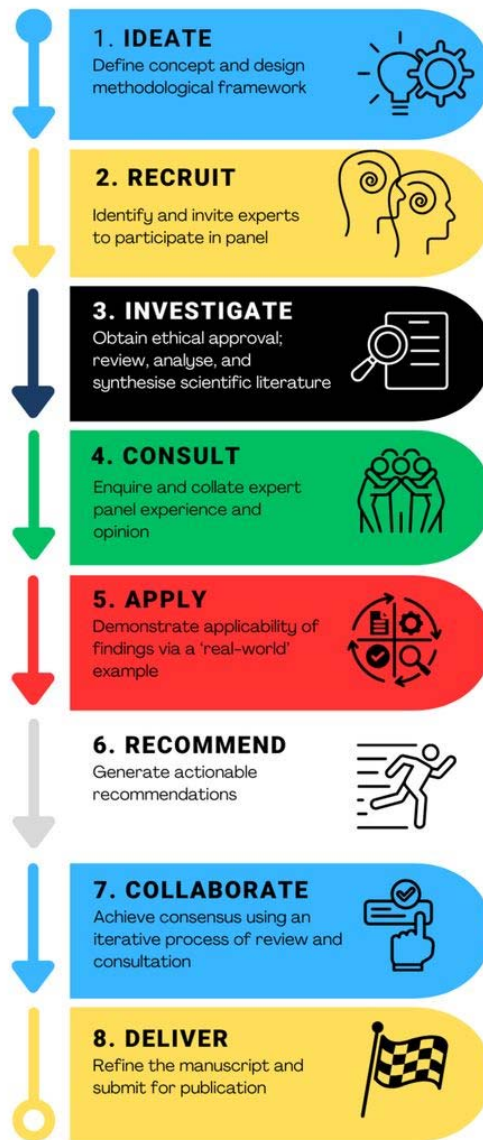 1. IDEATE
Define concept and design
methodological framework
2. RECRUIT
Identify and invite experts
to participate in panel
3. INVESTIGATE
Obtain ethical approval;
review, analyse, and
synthesise scientific literature
4. CONSULT
Enquire and collate expert
panel experience and
opinion
5. APPLY
Demonstrate applicability of
findings via a 'real-world'
example
6. RECOMMEND
Generate actionable
recommendations
7. COLLABORATE
Achieve consensus using an
iterative process of review and
consultation
8. DELIVER
Refine the manuscript and
submit for publication